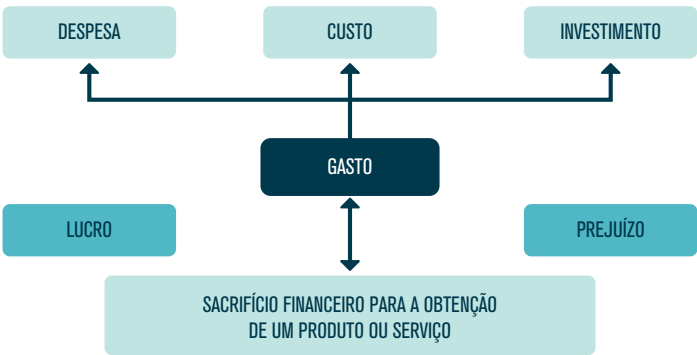 DESPESA
CUSTO
INVESTIMENTO
GASTO
LUCRO
PREJUÍZO
SACRIFÍCIO FINANCEIRO PARA A OBTENÇÃO
DE UM PRODUTO OU SERVIÇO